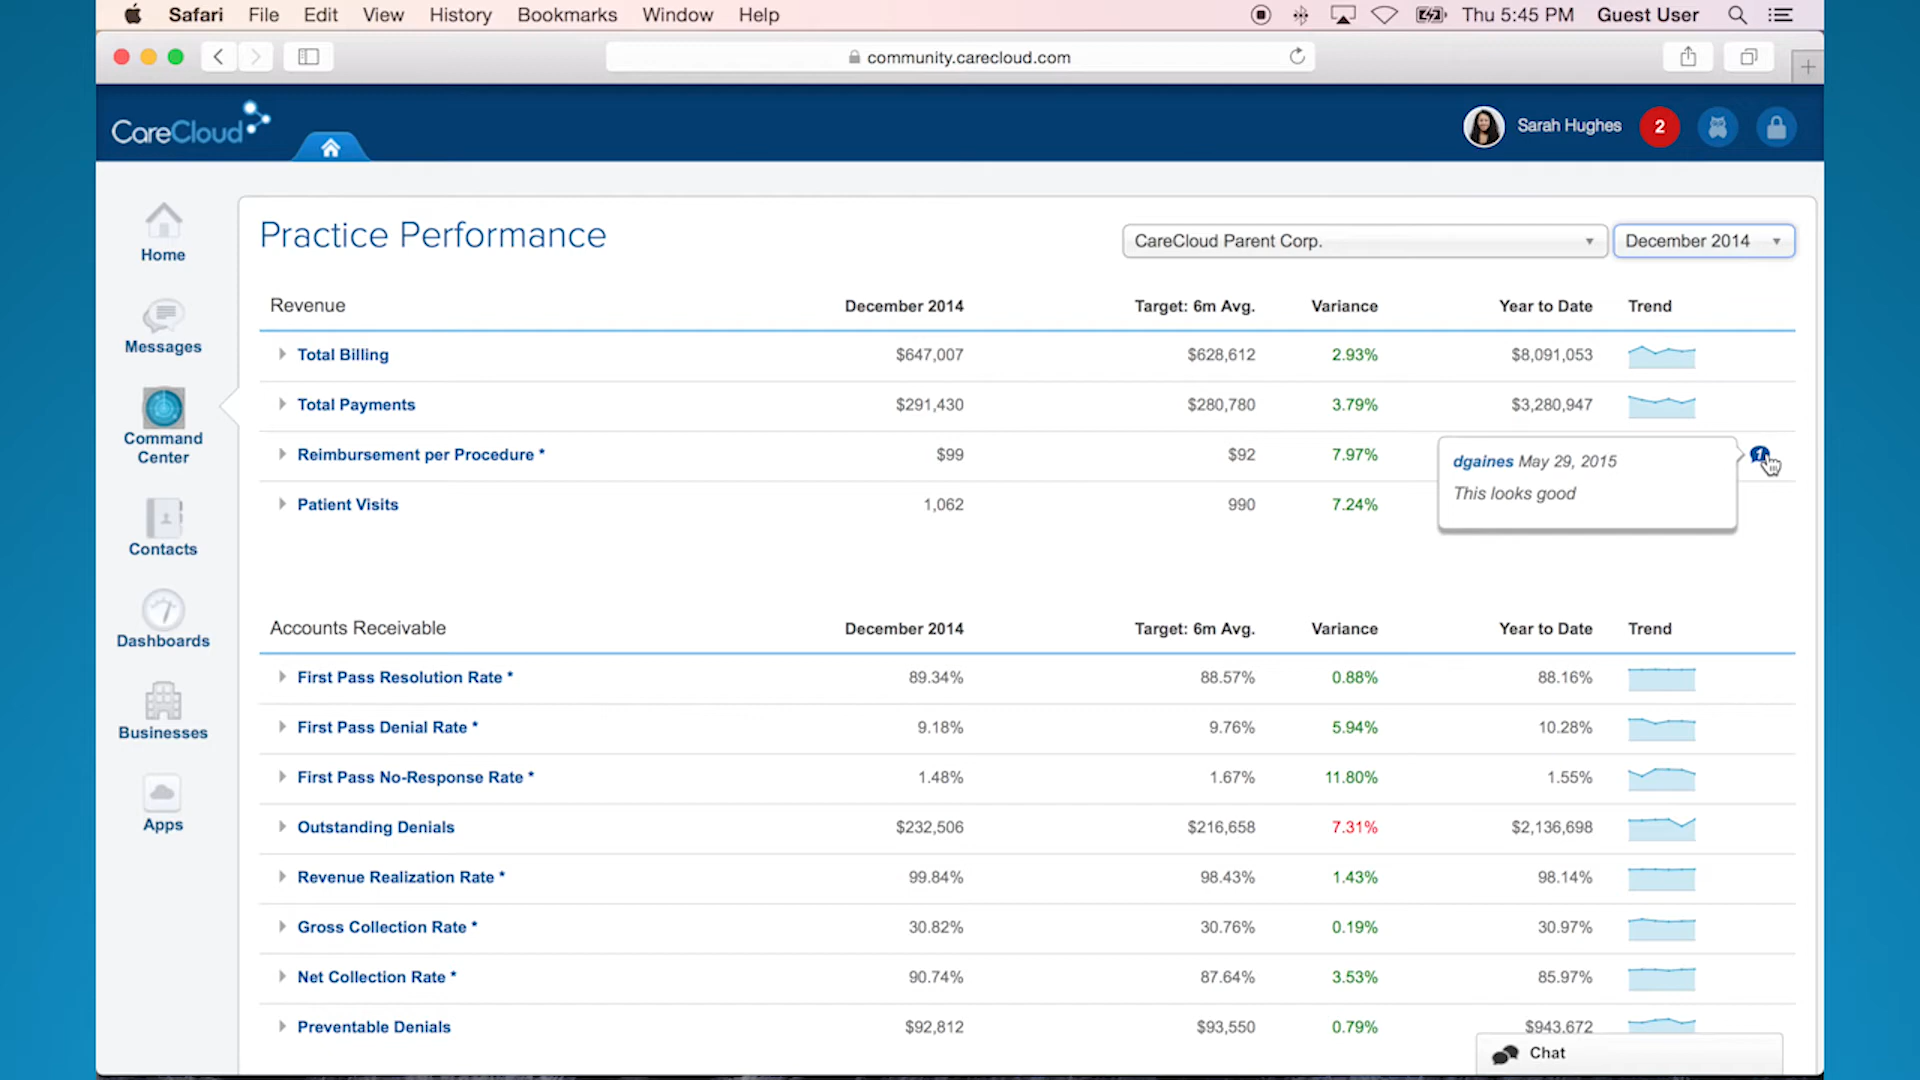 Safari File Edit View History Bookmarks Window Help Thu 5:45 PM Guest User
community.carecloud.com
CareCloud Sarah Hughes 2
Home
Messages
Command
Center
Contacts
Dashboards
Businesses
Apps
Practice Performance CareCloud Parent Corp. December 2014
Revenue December 2014 Target: 6m Avg. Variance Year to Date Trend
Total Billing $647,007 $628,612 2.93% $8,091,053
Total Payments $291,430 $280,780 3.79% $3,280,947
Reimbursement per Procedure * $99 $92 7.97%
dgaines May 29, 2015
This looks good
1
Patient Visits 1,062 990 7.24%
Accounts Receivable December 2014 Target: 6m Avg. Variance Year to Date Trend
First Pass Resolution Rate * 89.34% 88.57% 0.88% 88.16%
First Pass Denial Rate * 9.18% 9.76% 5.94% 10.28%
First Pass No-Response Rate * 1.48% 1.67% 11.80% 1.55%
Outstanding Denials $232,506 $216,658 7.31% $2,136,698
Revenue Realization Rate * 99.84% 98.43% 1.43% 98.14%
Gross Collection Rate * 30.82% 30.76% 0.19% 30.97%
Net Collection Rate * 90.74% 87.64% 3.53% 85.97%
Preventable Denials $92,812 $93,550 0.79% $943,672
Chat